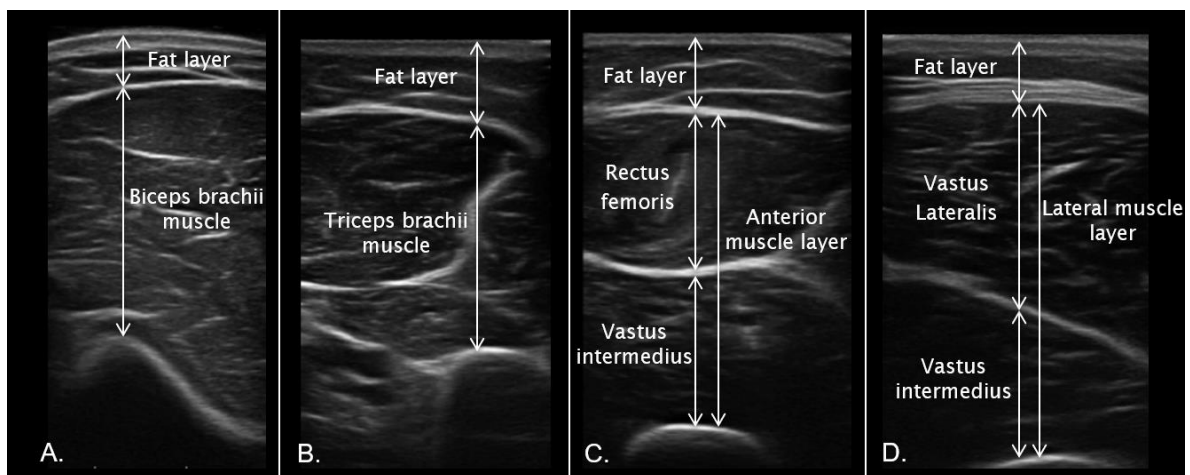 Fat layer
Biceps brachii
muscle
A.
Fat layer
Triceps brachii
muscle
B.
Fat layer
Rectus
femoris
Anterior
muscle layer
Vastus
intermedius
C.
Fat layer
Vastus
Lateralis
Lateral muscle
layer
Vastus
intermedius
D.